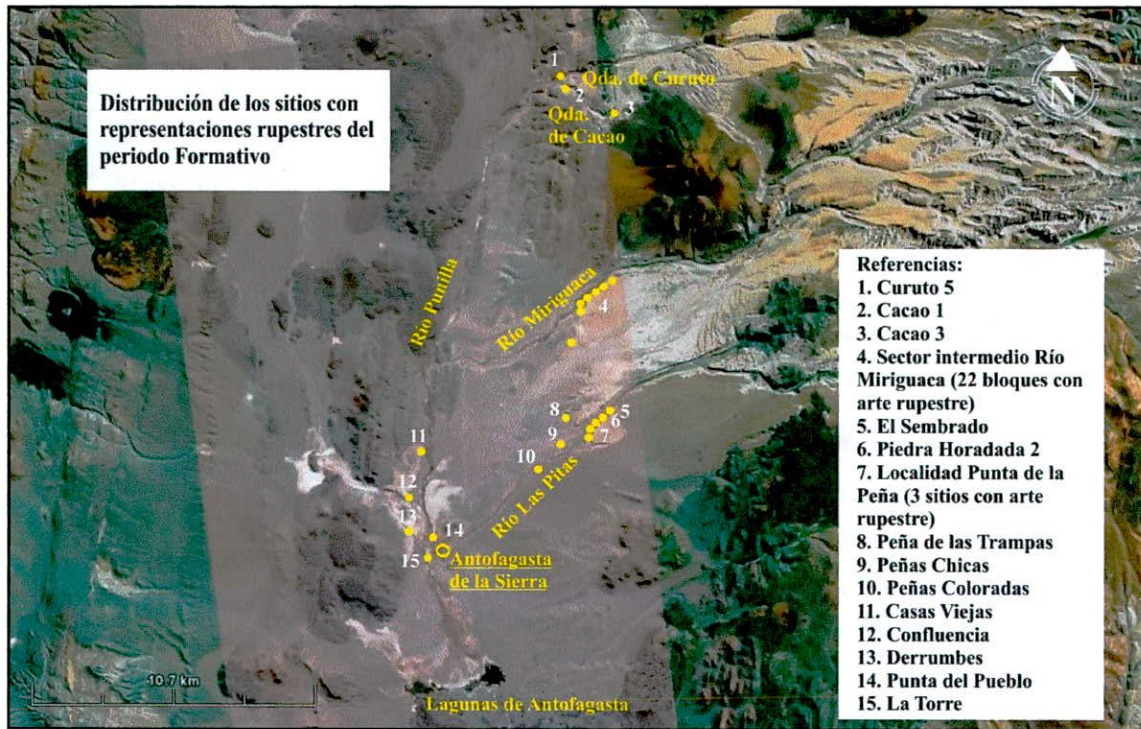 Distribución de los sitios con
representaciones rupestres del
periodo Formativo
1
Qda. de Curuto
2
3
Qda.
de Cacao
N
Río Punilla
Río Miriguaca
4
5
6
7
8
9
10
Río Las Pitas
11
12
13
14
15
Antofagasta
de la Sierra
10.7 km
Lagunas de Antofagasta
Referencias:
1. Curuto 5
2. Cacao 1
3. Cacao 3
4. Sector intermedio Río
Miriguaca (22 bloques con
arte rupestre)
5. El Sembrado
6. Piedra Horadada 2
7. Localidad Punta de la
Peña (3 sitios con arte
rupestre)
8. Peña de las Trampas
9. Peñas Chicas
10. Peñas Coloradas
11. Casas Viejas
12. Confluencia
13. Derrumbes
14. Punta del Pueblo
15. La Torre